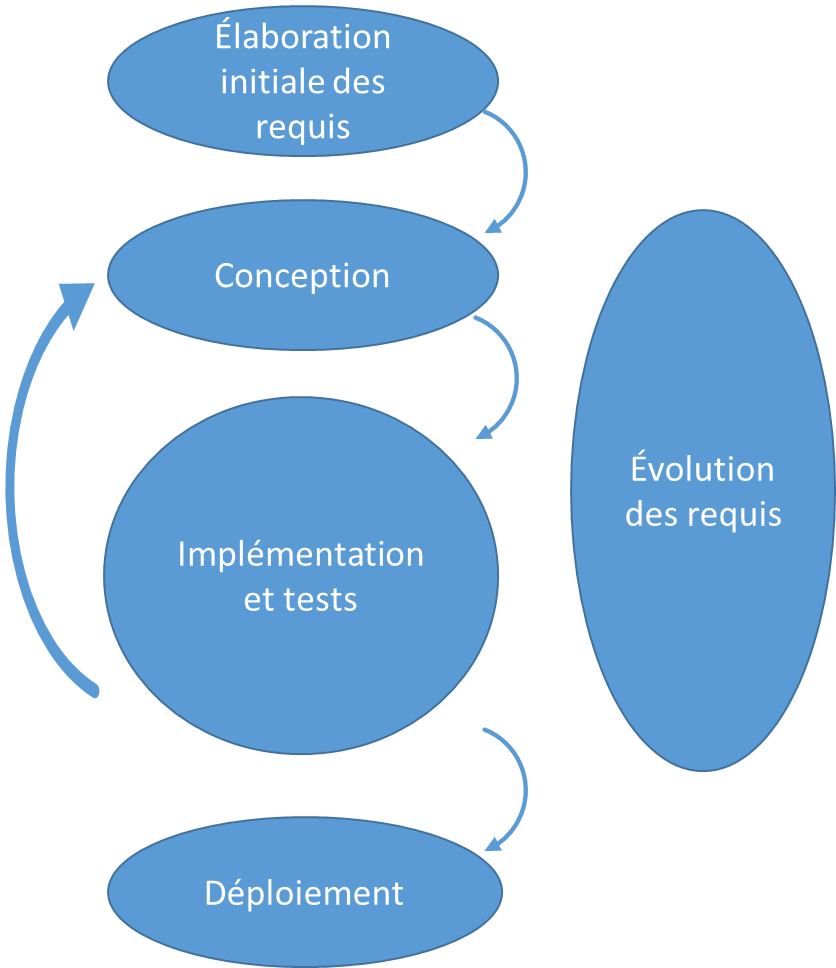 Élaboration
initiale des
requis
Conception
Implémentation
et tests
Déploiement
Évolution
des requis